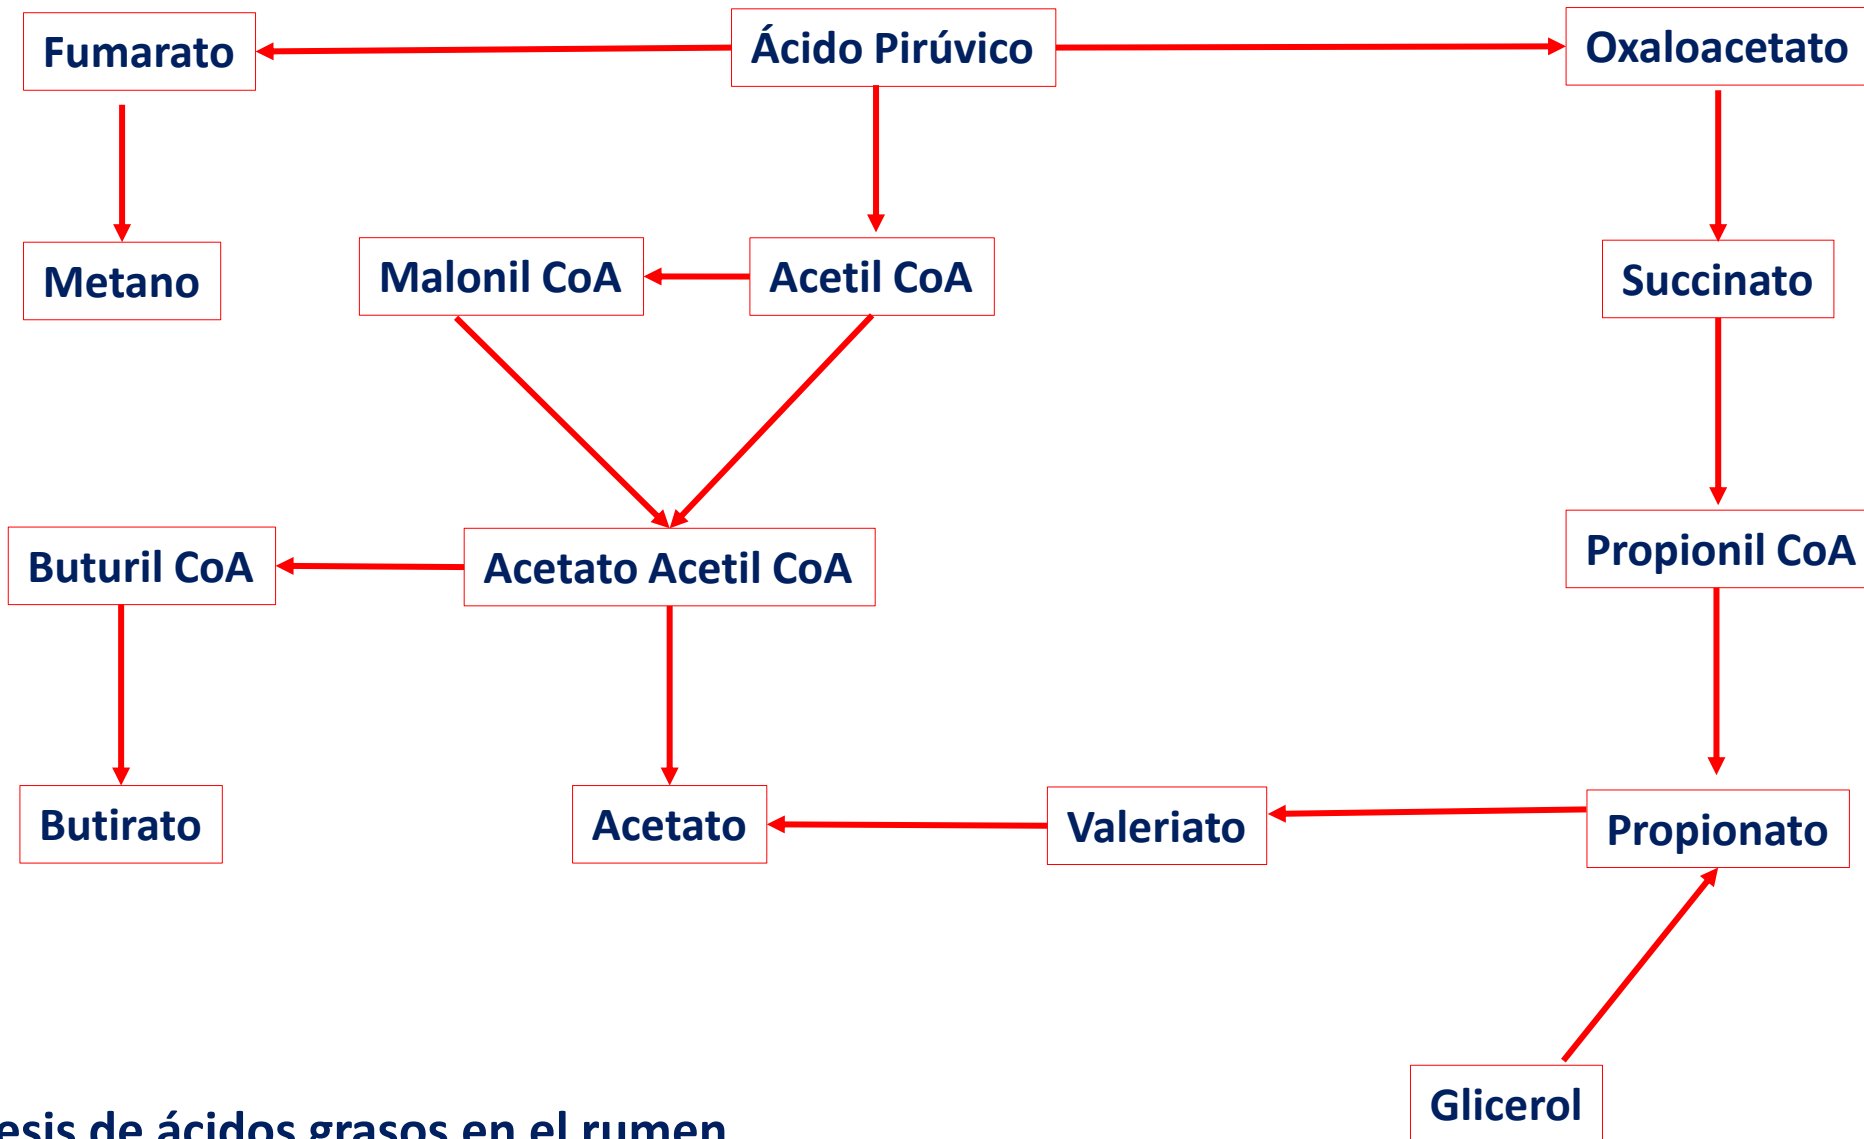 Fumarato
Ácido Pirúvico
Oxaloacetato
Metano
Malonil CoA
Acetil CoA
Succinato
Buturil CoA
Acetato Acetil CoA
Propionil CoA
Butirato
Acetato
Valeriato
Propionato
Glicerol
de ácidos grasos en el rumen